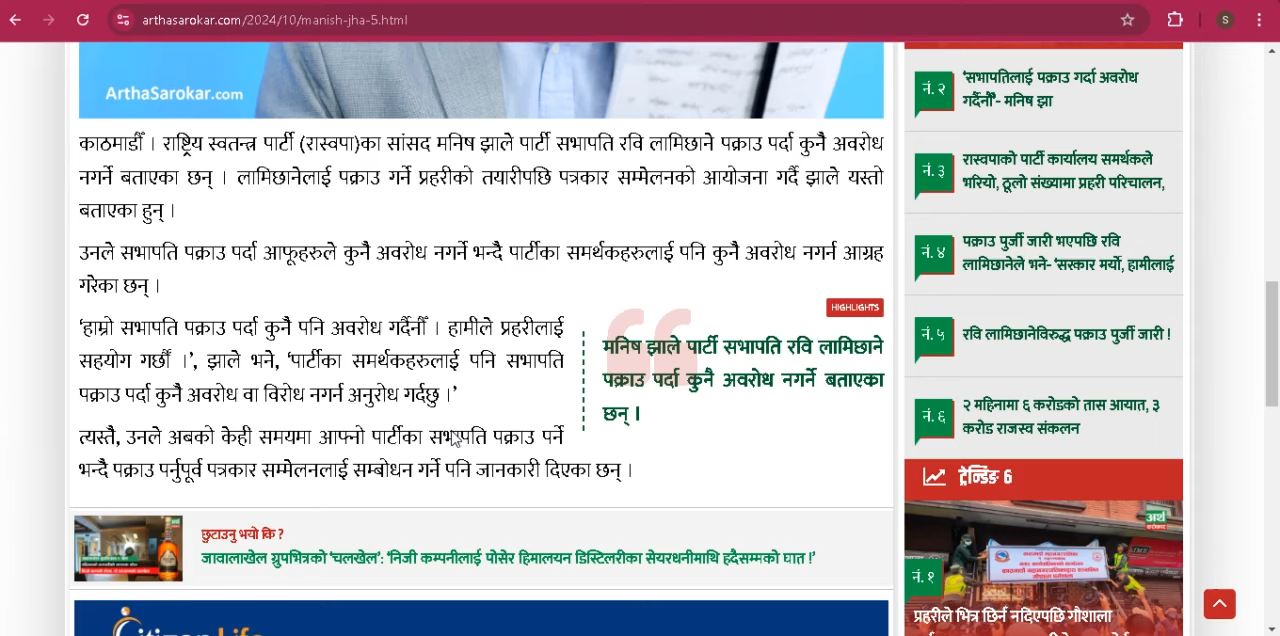 arthasarokar.com/2024/10/manish-jha-5.html
S
ArthaSarokar.com
काठमाडौँ । राष्ट्रिय स्वतन्त्र पार्टी (रास्वपा)का सांसद मनिष झाले पार्टी सभापति रवि लामिछाने पक्राउ पर्दा कुनै अवरोध
नगर्ने बताएका छन् । लामिछानेलाई पक्राउ गर्ने प्रहरीको तयारीपछि पत्रकार सम्मेलनको आयोजना गर्दै झाले यस्तो
बताएका हुन् ।
उनले सभापति पक्राउ पर्दा आफूहरुले कुनै अवरोध नगर्ने भन्दै पार्टीका समर्थकहरुलाई पनि कुनै अवरोध नगर्न आग्रह
गरेका छन् ।
‘हाम्रो सभापति पक्राउ पर्दा कुनै पनि अवरोध गर्दैनौँ । हामीले प्रहरीलाई
सहयोग गर्छौं ।’, झाले भने, ‘पार्टीका समर्थकहरुलाई पनि सभापति
पक्राउ पर्दा कुनै अवरोध वा विरोध नगर्न अनुरोध गर्दछु ।’
HIGHLIGHTS
मनिष झाले पार्टी सभापति रवि लामिछाने
पक्राउ पर्दा कुनै अवरोध नगर्ने बताएका
छन् ।
त्यस्तै, उनले अबको केही समयमा आफ्नो पार्टीका सभापति पक्राउ पर्ने
भन्दै पक्राउ पर्नुपूर्व पत्रकार सम्मेलनलाई सम्बोधन गर्ने पनि जानकारी दिएका छन् ।
छुटाउनु भयो कि ?
जावालाखेल ग्रुपभित्रको ‘चलखेल’: ‘निजी कम्पनीलाई पोसेर हिमालयन डिस्टिलरीका सेयरधनीमाथि हदैसम्मको घात !’
नं. २
‘सभापतिलाई पक्राउ गर्दा अवरोध
गर्दैनौँ’- मनिष झा
नं. ३
रास्वपाको पार्टी कार्यालय समर्थकले
भरियो, ठूलो संख्यामा प्रहरी परिचालन,
नं. ४
पक्राउ पुर्जी जारी भएपछि रवि
लामिछानेले भने- ‘सरकार मर्यो, हामीलाई
नं. ५
रवि लामिछानेविरुद्ध पक्राउ पुर्जी जारी !
नं. ६
२ महिनामा ६ करोडको तास आयात, ३
करोड राजस्व संकलन
ट्रेन्डिङ 6
अर्थ
नं. १
प्रहरीले भित्र छिर्न नदिएपछि गौशाला